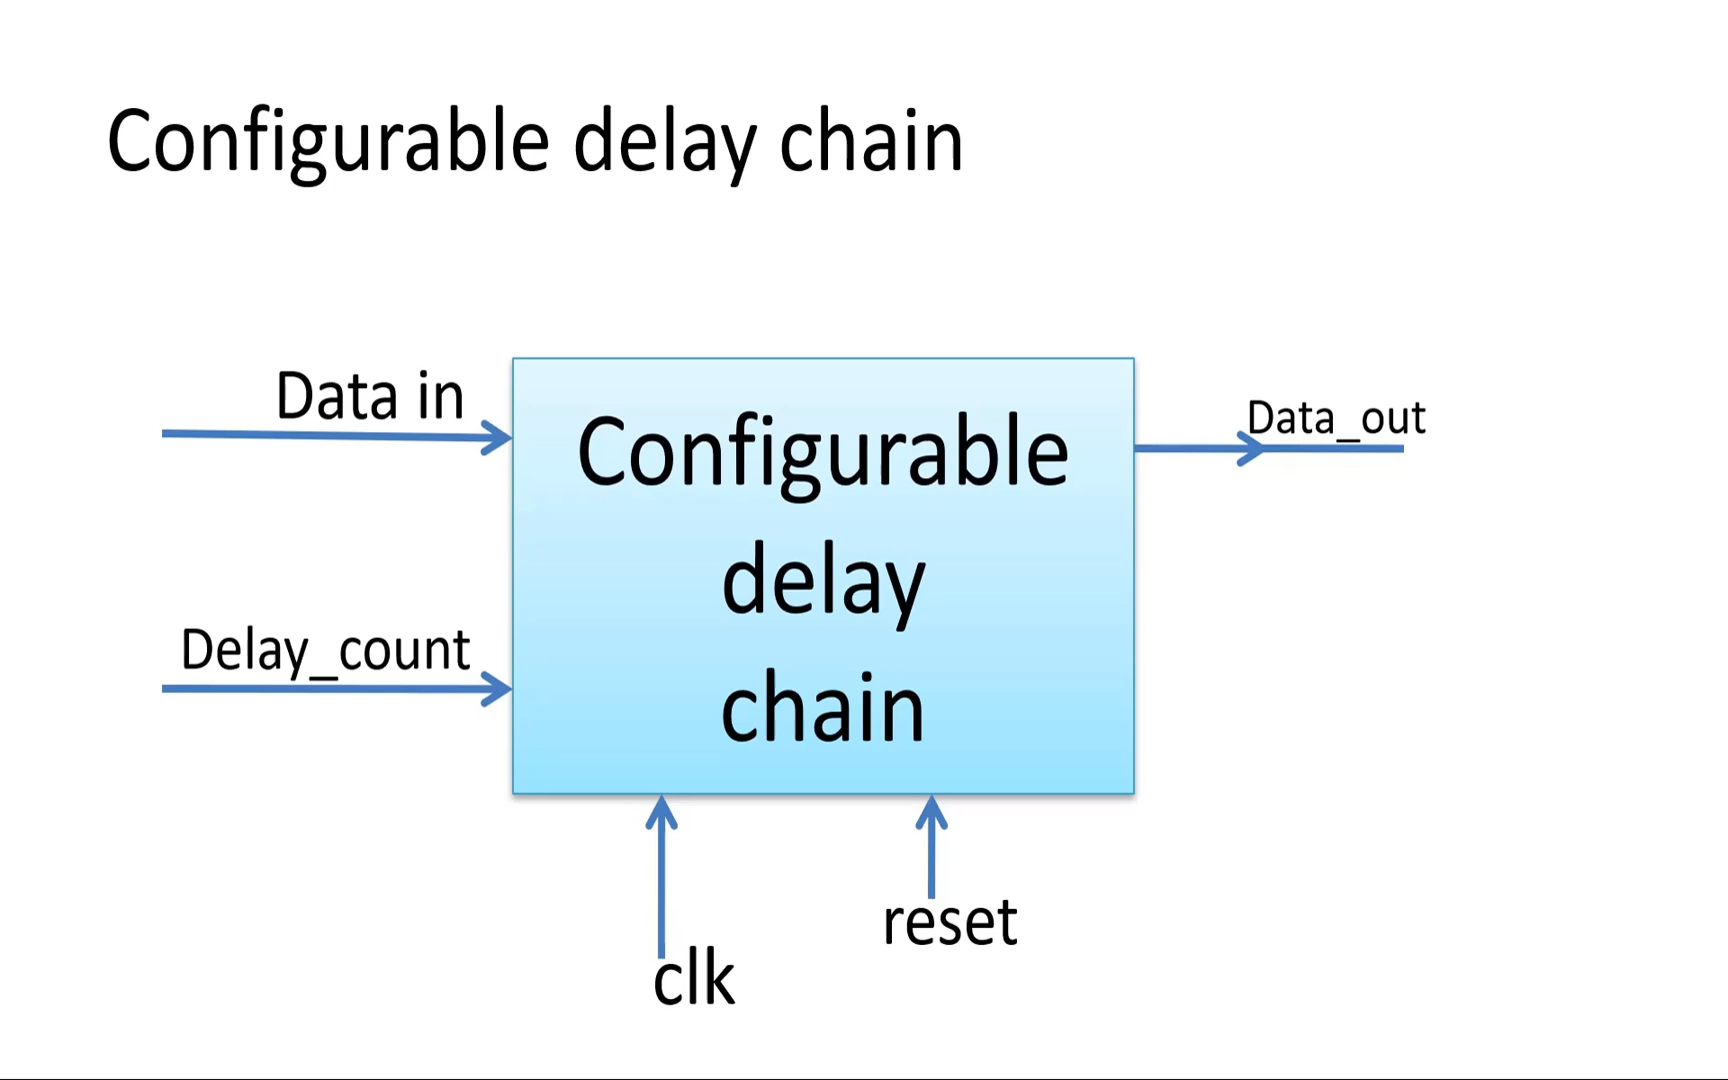 Configurable delay chain
Data in
Configurable
delay
chain
Data_out
Delay_count
reset
clk